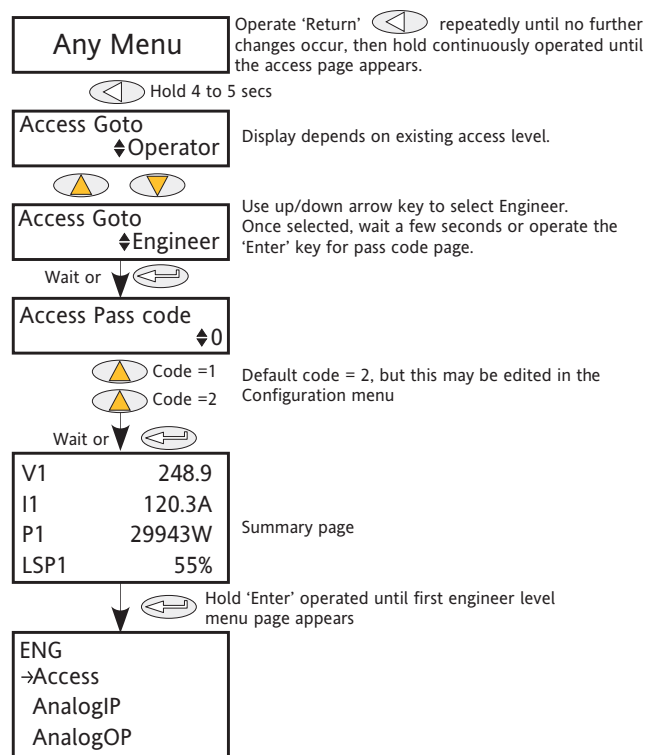 Any Menu
Operate ‘Return’ repeatedly until no further
changes occur, then hold continuously operated until
the access page appears.
Hold 4 to 5 secs
Access Goto
Operator
Display depends on existing access level.
Access Goto
Engineer
Use up/down arrow key to select Engineer.
Once selected, wait a few seconds or operate the
‘Enter’ key for pass code page.
Wait or
Access Pass code
0
Code =1
Code =2
Default code = 2, but this may be edited in the
Configuration menu
Wait or
V1 248.9
I1 120.3A
P1 29943W
LSP1 55%
Summary page
Hold ‘Enter’ operated until first engineer level
menu page appears
ENG
→Access
AnalogIP
AnalogOP